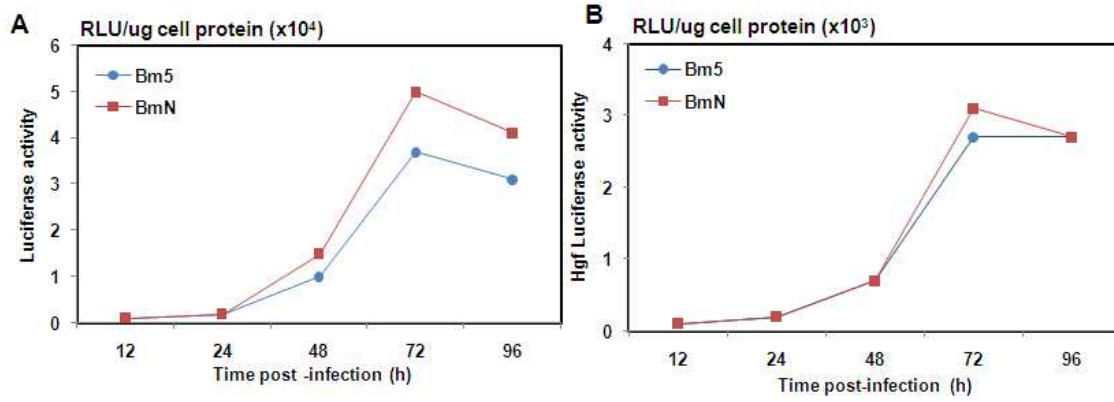 A
RLU/ug cell protein (x10⁴)
6
5
4
3
2
1
0
Luciferase activity
Bm5
BmN
12 24 48 72 96
Time post -infection (h)
B
RLU/ug cell protein (x10³)
4
3
2
1
0
Hgf Luciferase activity
Bm5
BmN
12 24 48 72 96
Time post-infection (h)